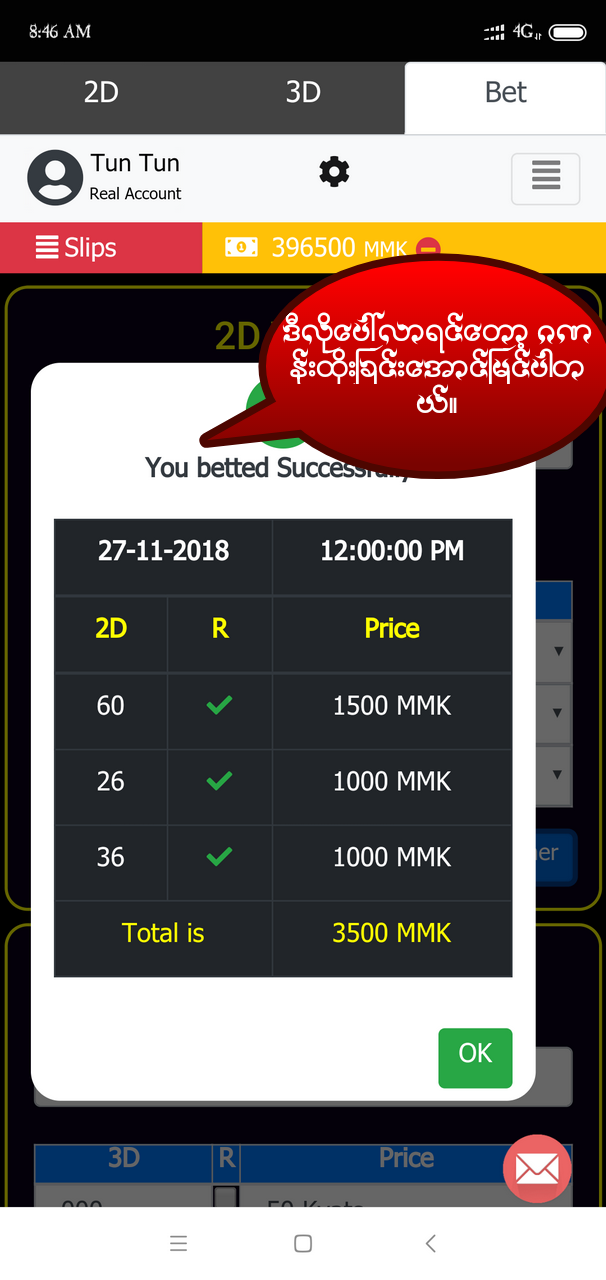 8:46 AM 4G
2D 3D Bet
Tun Tun
Real Account
Slips 396500 MMK
2D
ဒီလိုပေါ်လာရင်တော့ ဂဏ
န်းထိုးခြင်းအောင်မြင်ပါတ
ယ်။
You betted Successfully
27-11-2018 12:00:00 PM
2D R Price
60 1500 MMK
26 1000 MMK
36 1000 MMK
Total is 3500 MMK
OK
3D R Price